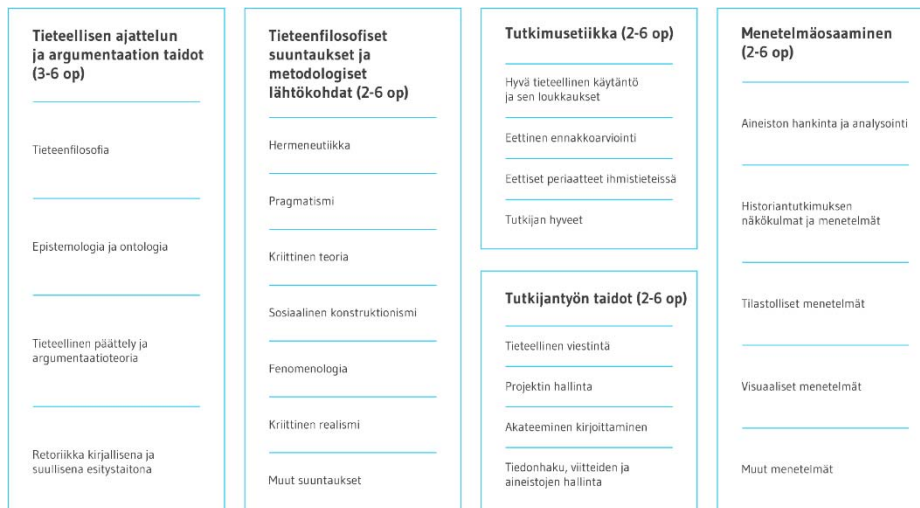 Tieteellisen ajattelun
ja argumentaation taidot
(3-6 op)
Tieteenfilosofia
Epistemologia ja ontologia
Tieteellinen päättely ja
argumentaatioteoria
Retoriikka kirjallisena ja
suullisena esitystaitona
Tieteenfilosofiset
suuntaukset ja
metodologiset
lähtökohdat (2-6 op)
Hermeneutiikka
Pragmatismi
Kriittinen teoria
Sosiaalinen konstruktionismi
Fenomenologia
Kriittinen realismi
Muut suuntaukset
Tutkimusetiikka (2-6 op)
Hyvä tieteellinen käytäntö
ja sen loukkaukset
Eettinen ennakkoarviointi
Eettiset periaatteet ihmistieteissä
Tutkijan hyveet
Tutkijantyön taidot (2-6 op)
Tieteellinen viestintä
Projektin hallinta
Akateeminen kirjoittaminen
Tiedonhaku, viitteiden ja
aineistojen hallinta
Menetelmäosaaminen
(2-6 op)
Aineiston hankinta ja analysointi
Historiantutkimuksen
näkökulmat ja menetelmät
Tilastolliset menetelmät
Visuaaliset menetelmät
Muut menetelmät